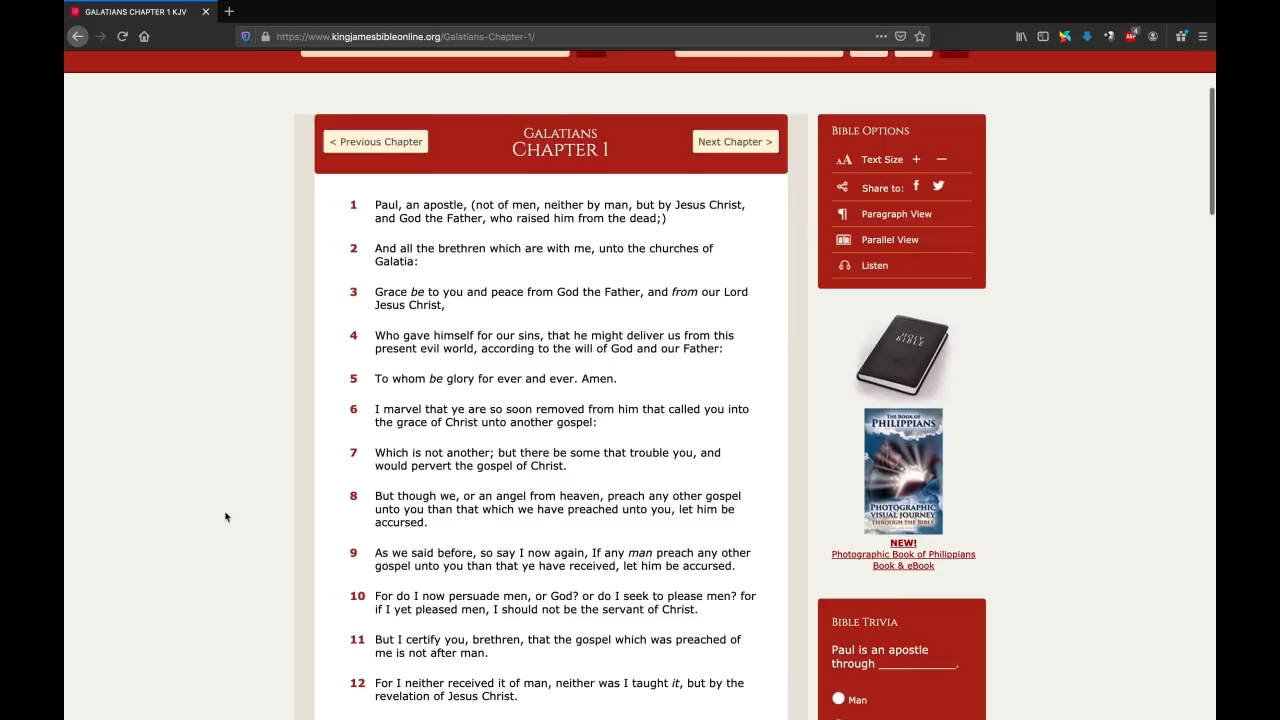 GALATIANS CHAPTER 1 KJV
https://www.kingjamesbibleonline.org/Galatians-Chapter-1/
< Previous Chapter
GALATIANS
CHAPTER 1
Next Chapter >
1 Paul, an apostle, (not of men, neither by man, but by Jesus Christ,
and God the Father, who raised him from the dead;)
2 And all the brethren which are with me, unto the churches of
Galatia:
3 Grace be to you and peace from God the Father, and from our Lord
Jesus Christ,
4 Who gave himself for our sins, that he might deliver us from this
present evil world, according to the will of God and our Father:
5 To whom be glory for ever and ever. Amen.
6 I marvel that ye are so soon removed from him that called you into
the grace of Christ unto another gospel:
7 Which is not another; but there be some that trouble you, and
would pervert the gospel of Christ.
8 But though we, or an angel from heaven, preach any other gospel
unto you than that which we have preached unto you, let him be
accursed.
9 As we said before, so say I now again, If any man preach any other
gospel unto you than that ye have received, let him be accursed.
10 For do I now persuade men, or God? or do I seek to please men? for
if I yet pleased men, I should not be the servant of Christ.
11 But I certify you, brethren, that the gospel which was preached of
me is not after man.
12 For I neither received it of man, neither was I taught it, but by the
revelation of Jesus Christ.
BIBLE OPTIONS
AA Text Size + −
Share to:
Paragraph View
Parallel View
Listen
HOLY
BIBLE
THE BOOK OF
PHILIPPIANS
PHOTOGRAPHIC
VISUAL JOURNEY
THROUGH THE BIBLE
NEW!
Photographic Book of Philippians
Book & eBook
BIBLE TRIVIA
Paul is an apostle
through ____________.
Man